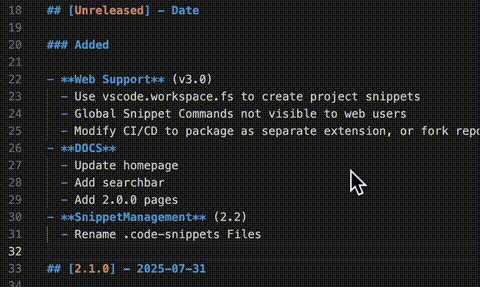 18 ## [Unreleased] - Date
19
20 ### Added
21
22 - **Web Support** (v3.0)
23 - Use vscode.workspace.fs to create project snippets
24 - Global Snippet Commands not visible to web users
25 - Modify CI/CD to package as separate extension, or fork repo
26 - **DOCS**
27 - Update homepage
28 - Add searchbar
29 - Add 2.0.0 pages
30 - **SnippetManagement** (2.2)
31 - Rename .code-snippets Files
32
33 ## [2.1.0] - 2025-07-31
34